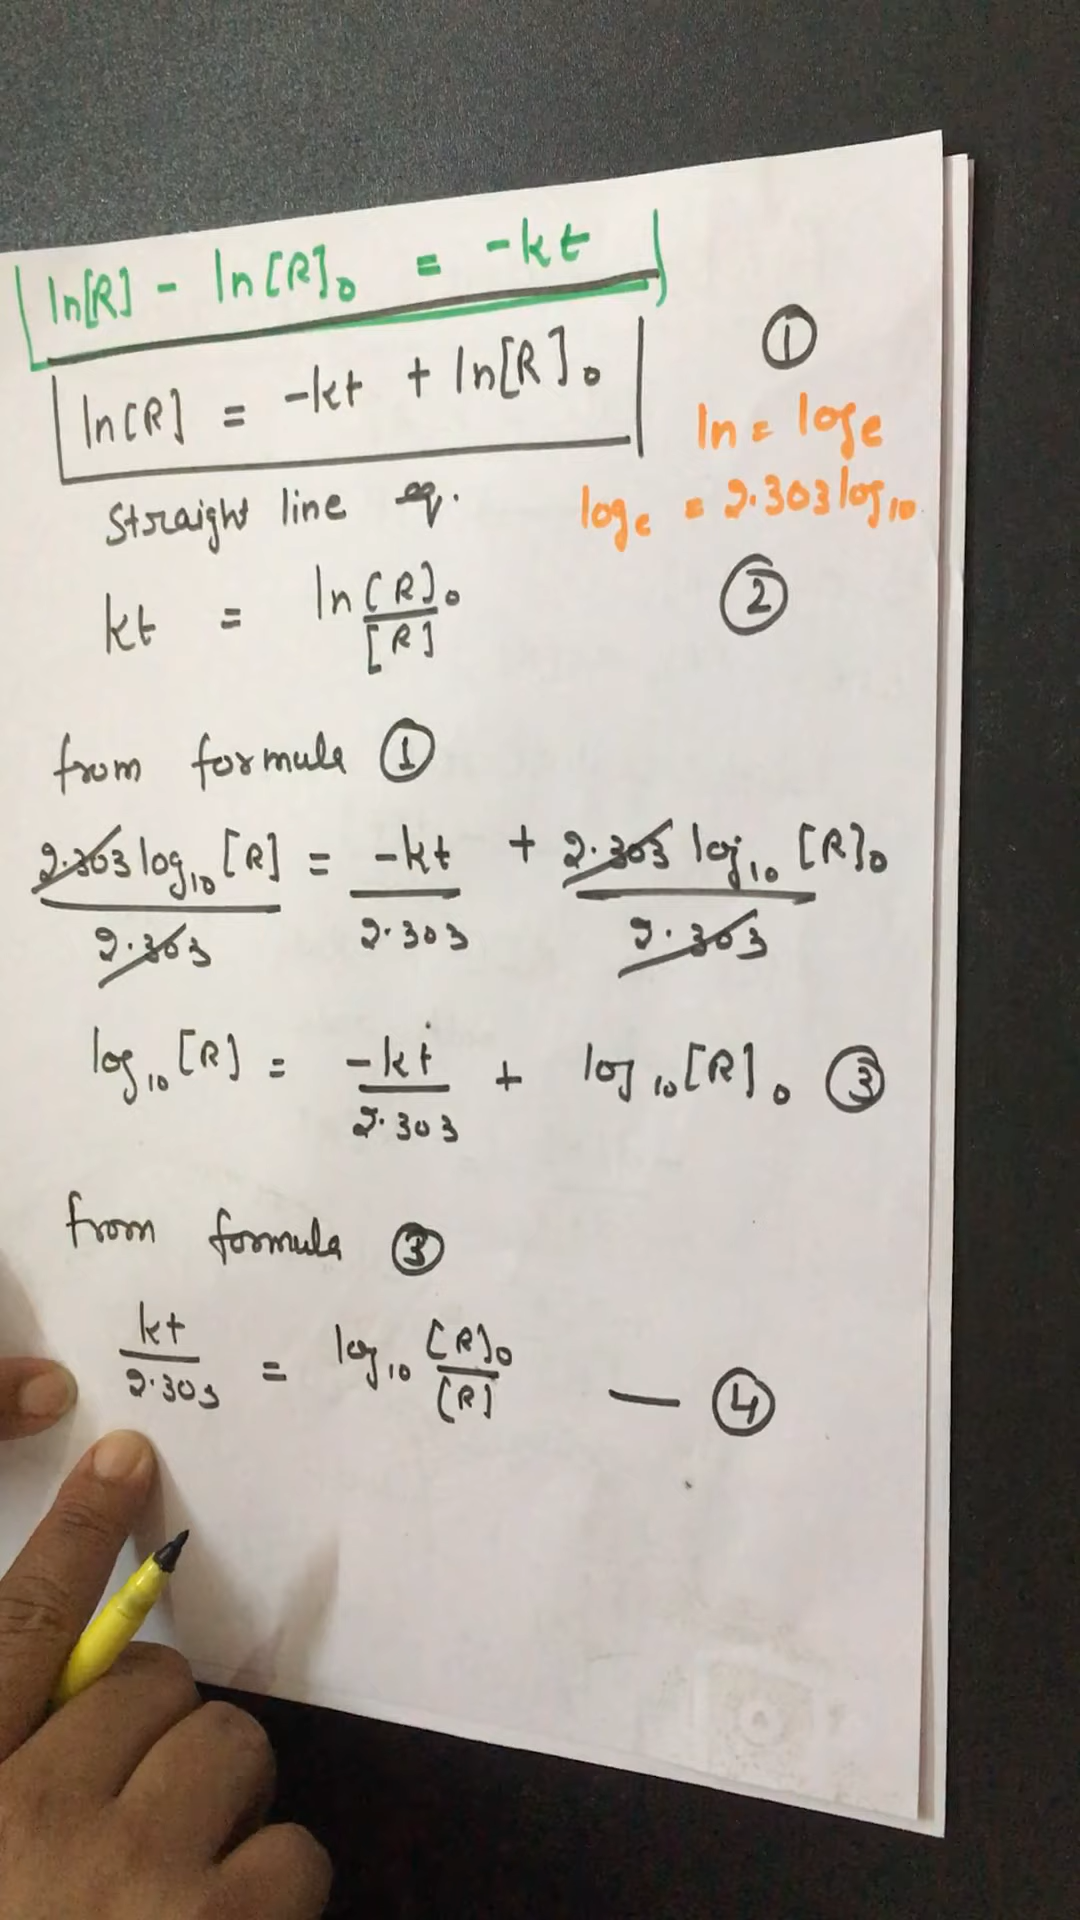 ln[R] - ln[R]₀ = -kt
ln[R] = -kt + ln[R]₀ ①
ln = logₑ
Straight line eq.
logₑ = 2.303 log₁₀
kt = ln [R]₀/[R] ②
from formula ①
2.303 log₁₀ [R]/2.303 = -kt/2.303 + 2.303 log₁₀ [R]₀/2.303
log₁₀ [R] = -kt/2.303 + log₁₀ [R]₀ ③
from formula ③
kt/2.303 = log₁₀ [R]₀/[R] — ④